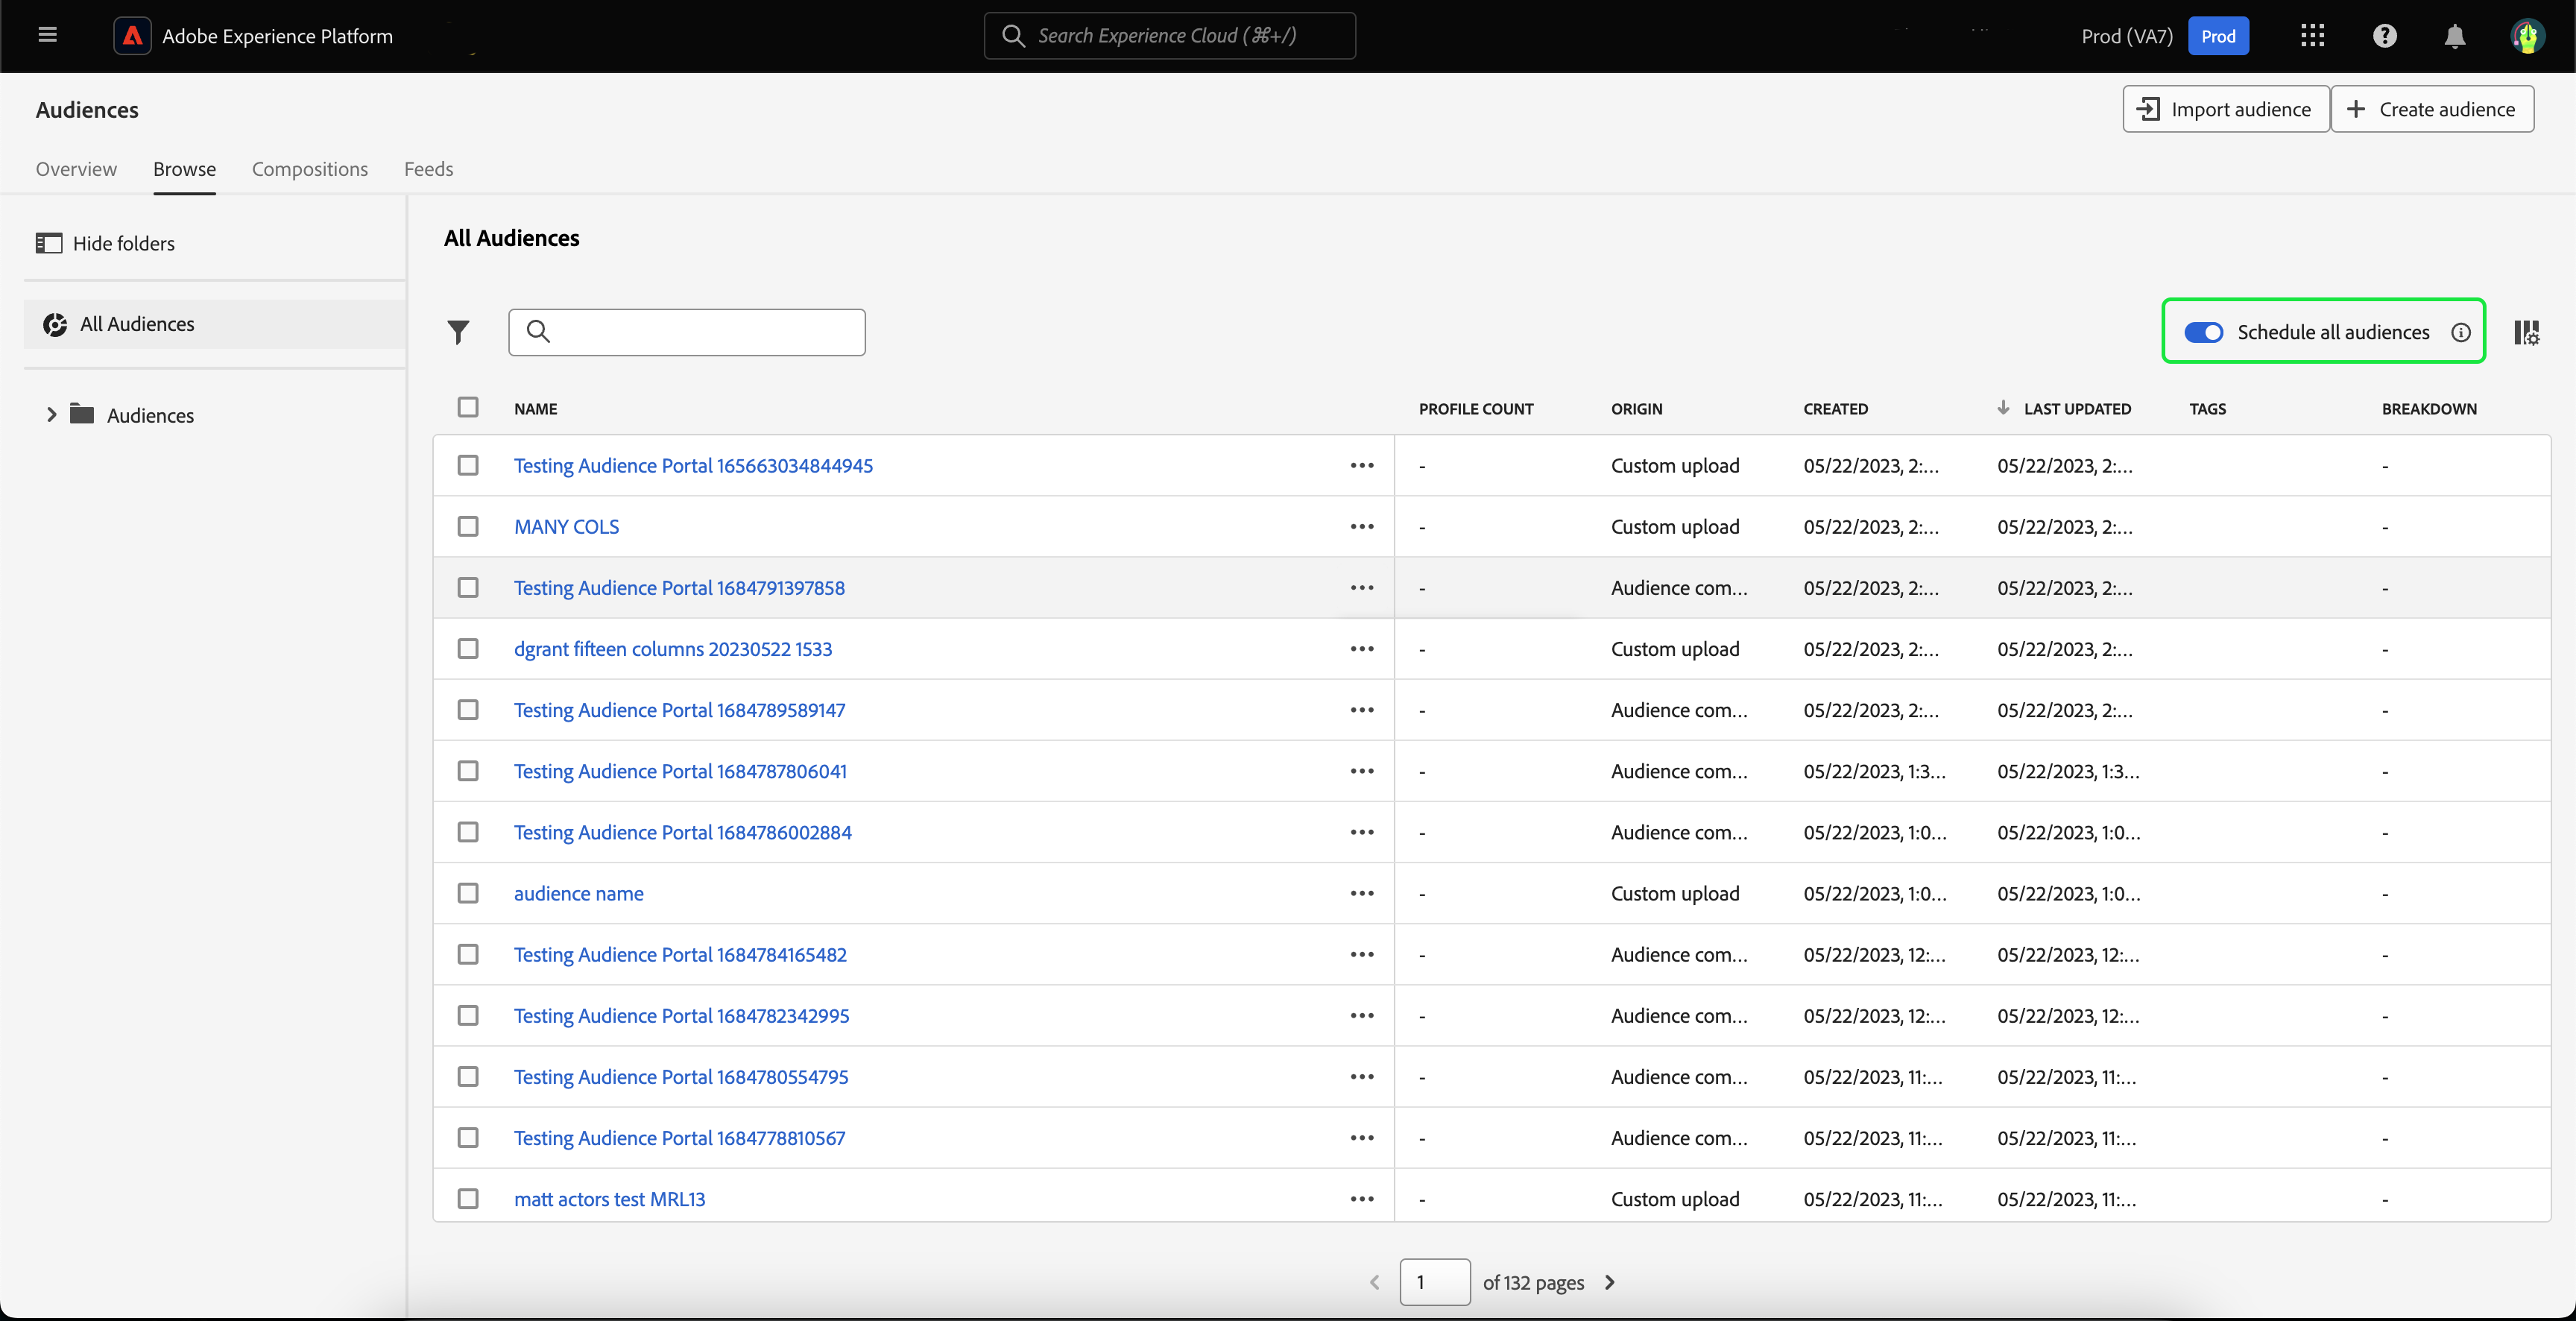 Adobe Experience Platform
Search Experience Cloud (⌘+/)
Prod (VA7) Prod
Audiences
Import audience
Create audience
Overview Browse Compositions Feeds
Hide folders
All Audiences
Audiences
All Audiences
Schedule all audiences
NAME PROFILE COUNT ORIGIN CREATED LAST UPDATED TAGS BREAKDOWN
Testing Audience Portal 165663034844945 ••• - Custom upload 05/22/2023, 2:... 05/22/2023, 2:... -
MANY COLS ••• - Custom upload 05/22/2023, 2:... 05/22/2023, 2:... -
Testing Audience Portal 1684791397858 ••• - Audience com... 05/22/2023, 2:... 05/22/2023, 2:... -
dgrant fifteen columns 20230522 1533 ••• - Custom upload 05/22/2023, 2:... 05/22/2023, 2:... -
Testing Audience Portal 1684789589147 ••• - Audience com... 05/22/2023, 2:... 05/22/2023, 2:... -
Testing Audience Portal 1684787806041 ••• - Audience com... 05/22/2023, 1:3... 05/22/2023, 1:3... -
Testing Audience Portal 1684786002884 ••• - Audience com... 05/22/2023, 1:0... 05/22/2023, 1:0... -
audience name ••• - Custom upload 05/22/2023, 1:0... 05/22/2023, 1:0... -
Testing Audience Portal 1684784165482 ••• - Audience com... 05/22/2023, 12:... 05/22/2023, 12:... -
Testing Audience Portal 1684782342995 ••• - Audience com... 05/22/2023, 12:... 05/22/2023, 12:... -
Testing Audience Portal 1684780554795 ••• - Audience com... 05/22/2023, 11:... 05/22/2023, 11:... -
Testing Audience Portal 1684778810567 ••• - Audience com... 05/22/2023, 11:... 05/22/2023, 11:... -
matt actors test MRL13 ••• - Custom upload 05/22/2023, 11:... 05/22/2023, 11:... -
1 of 132 pages